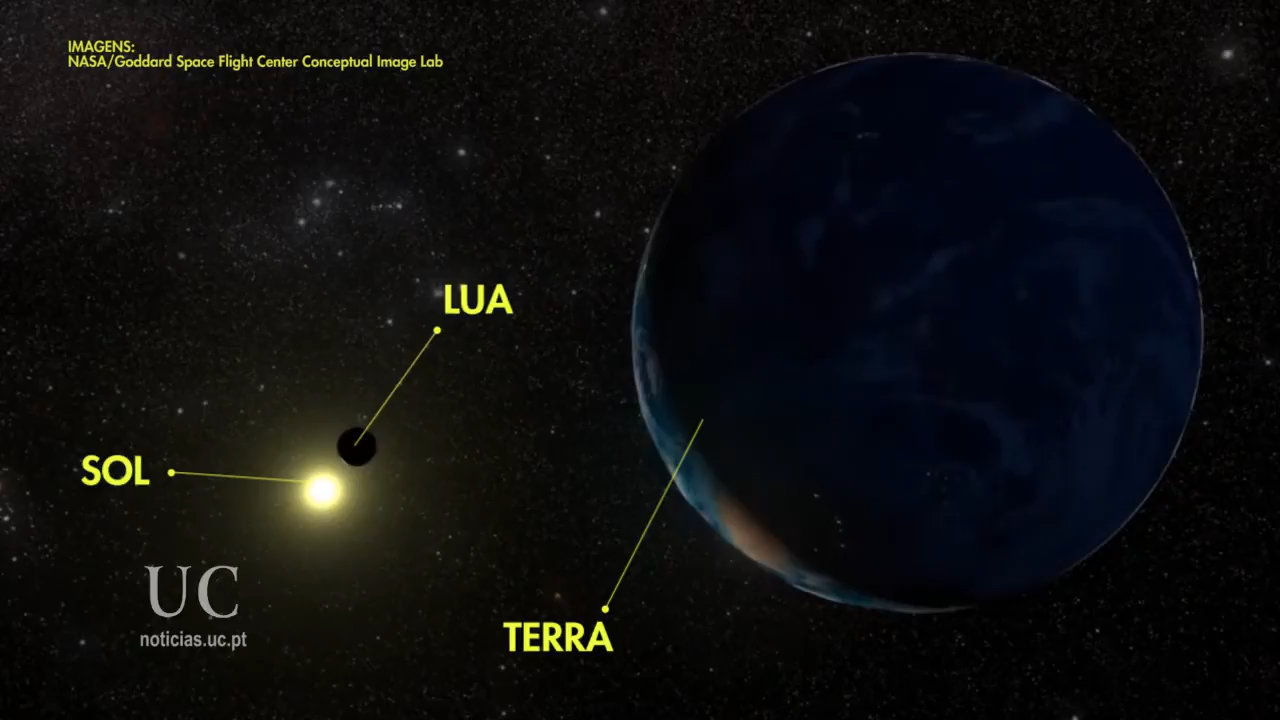 IMAGENS:
NASA/Goddard Space Flight Center Conceptual Image Lab
LUA
SOL
UC
noticias.uc.pt
TERRA